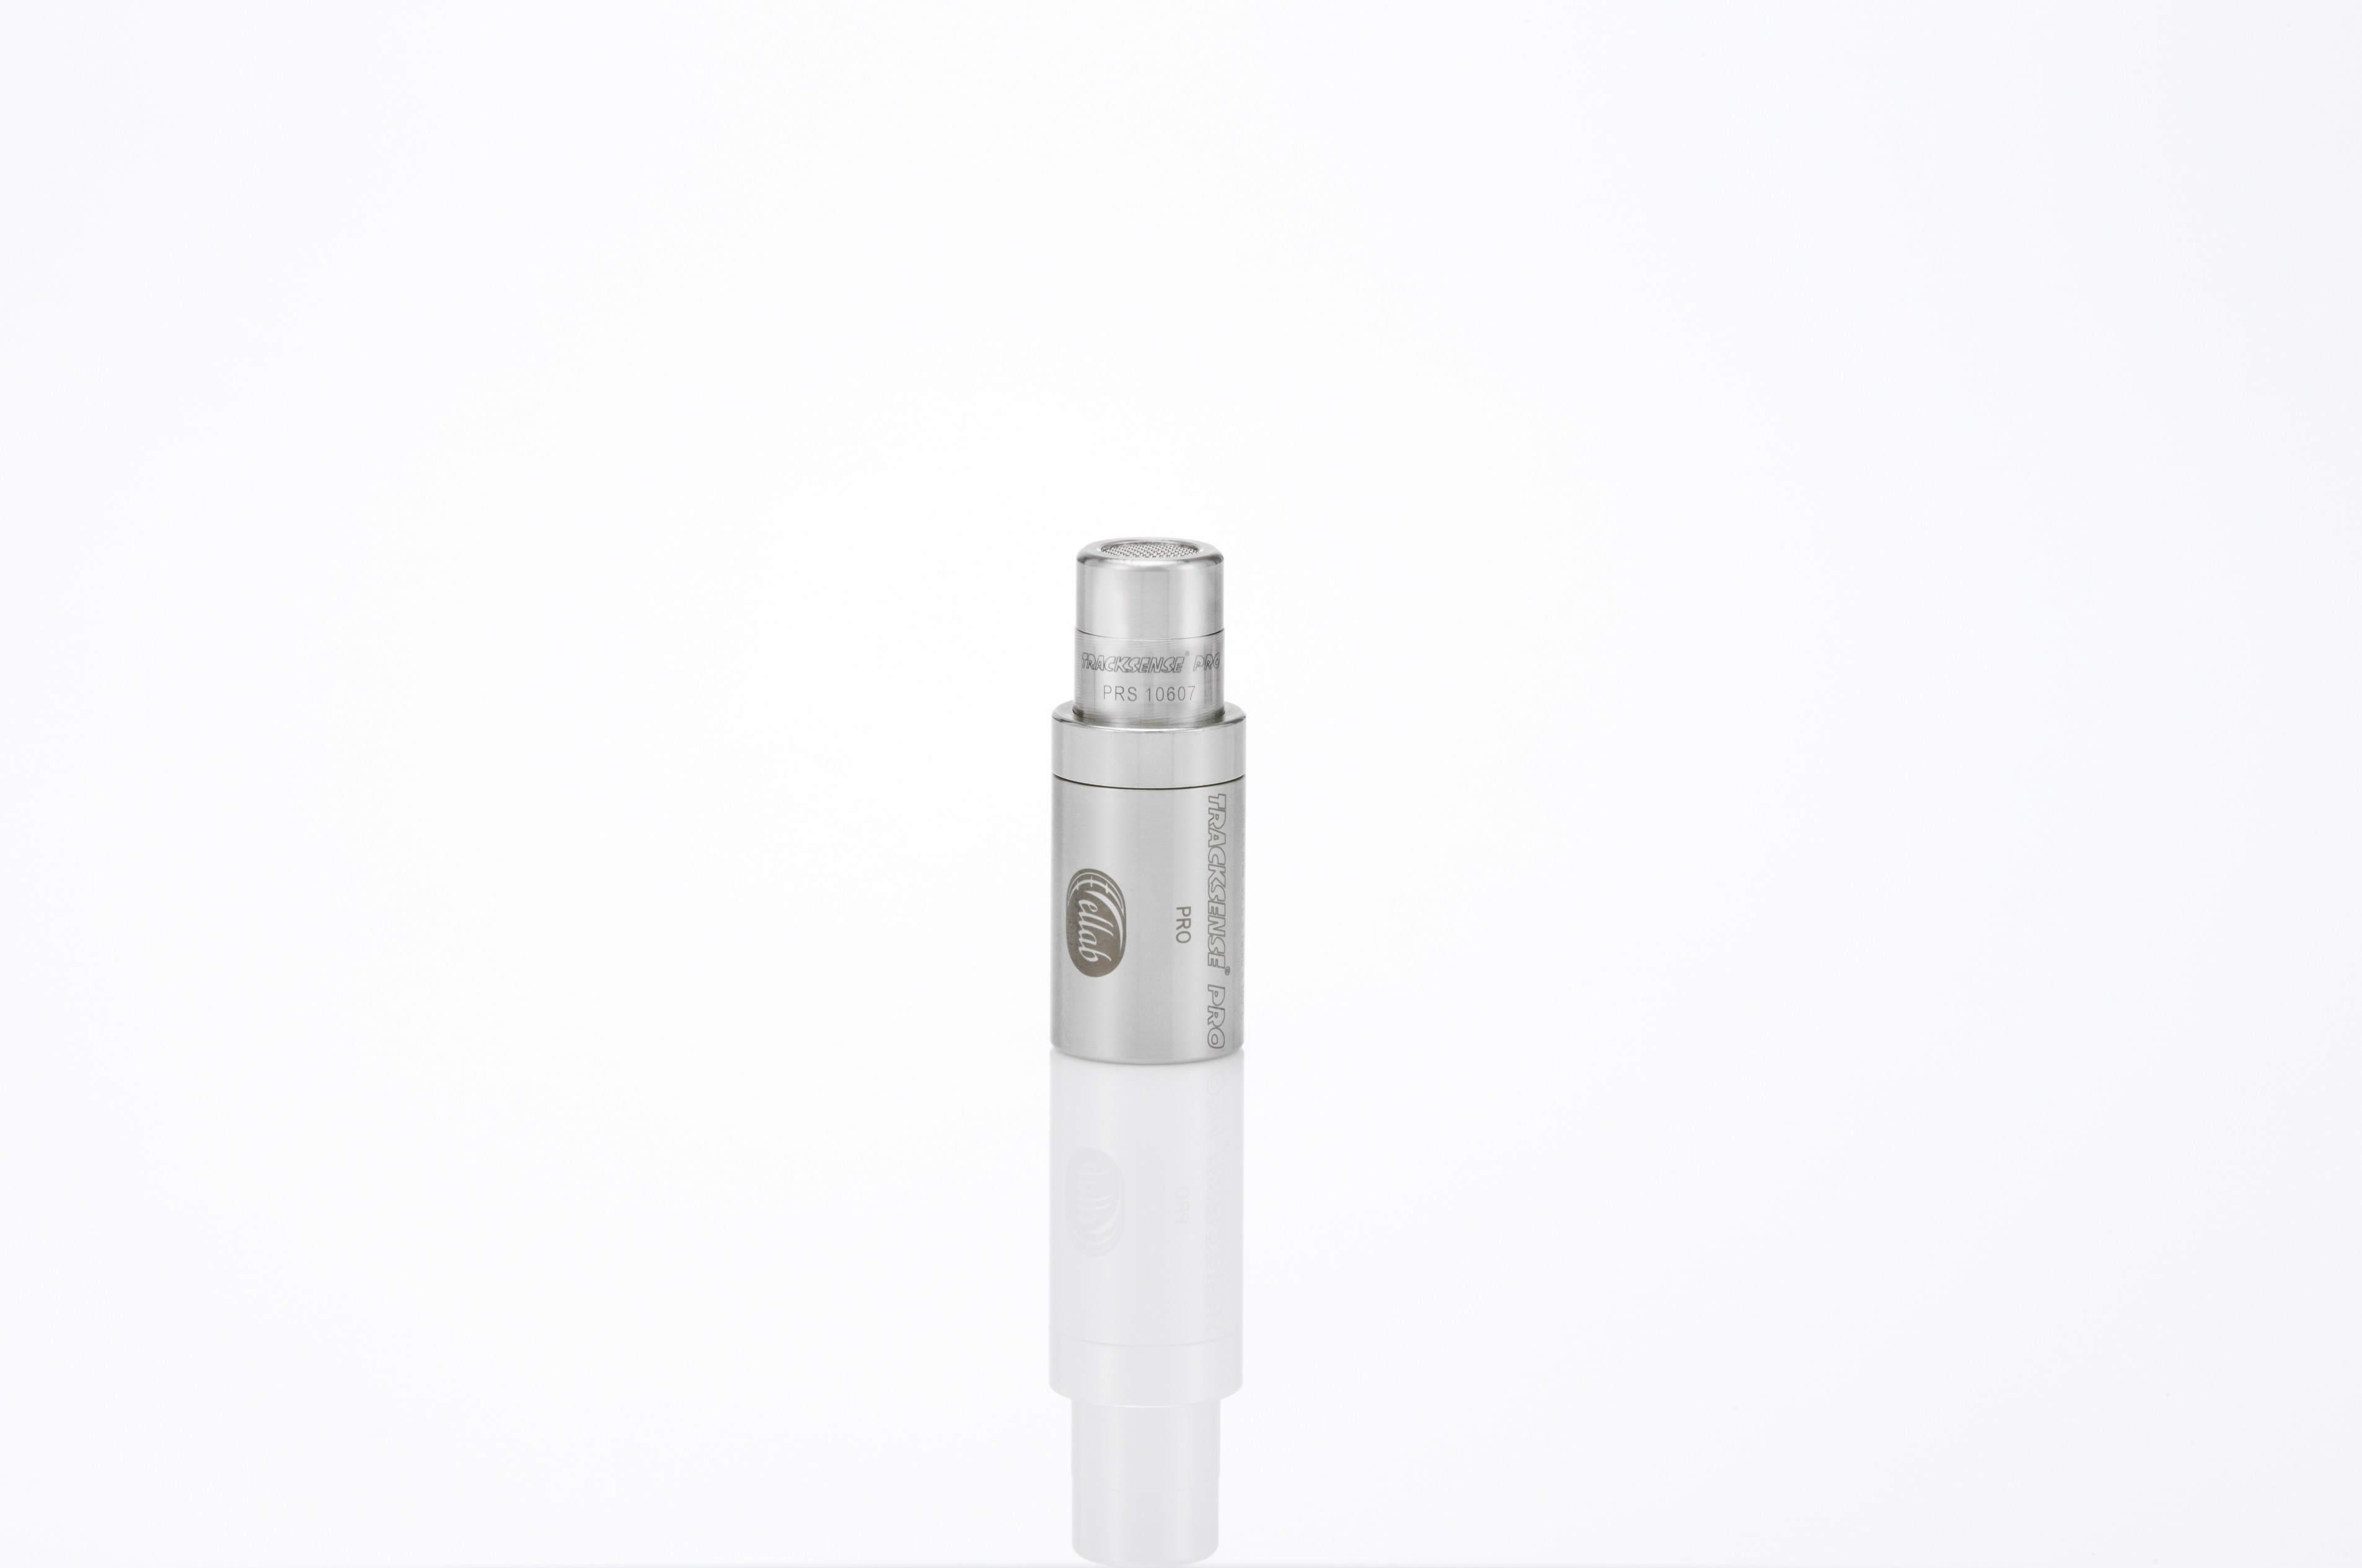 TRACKSENSE® PRO
PRS 10607
TRACKSENSE® PRO
PRO
ellab